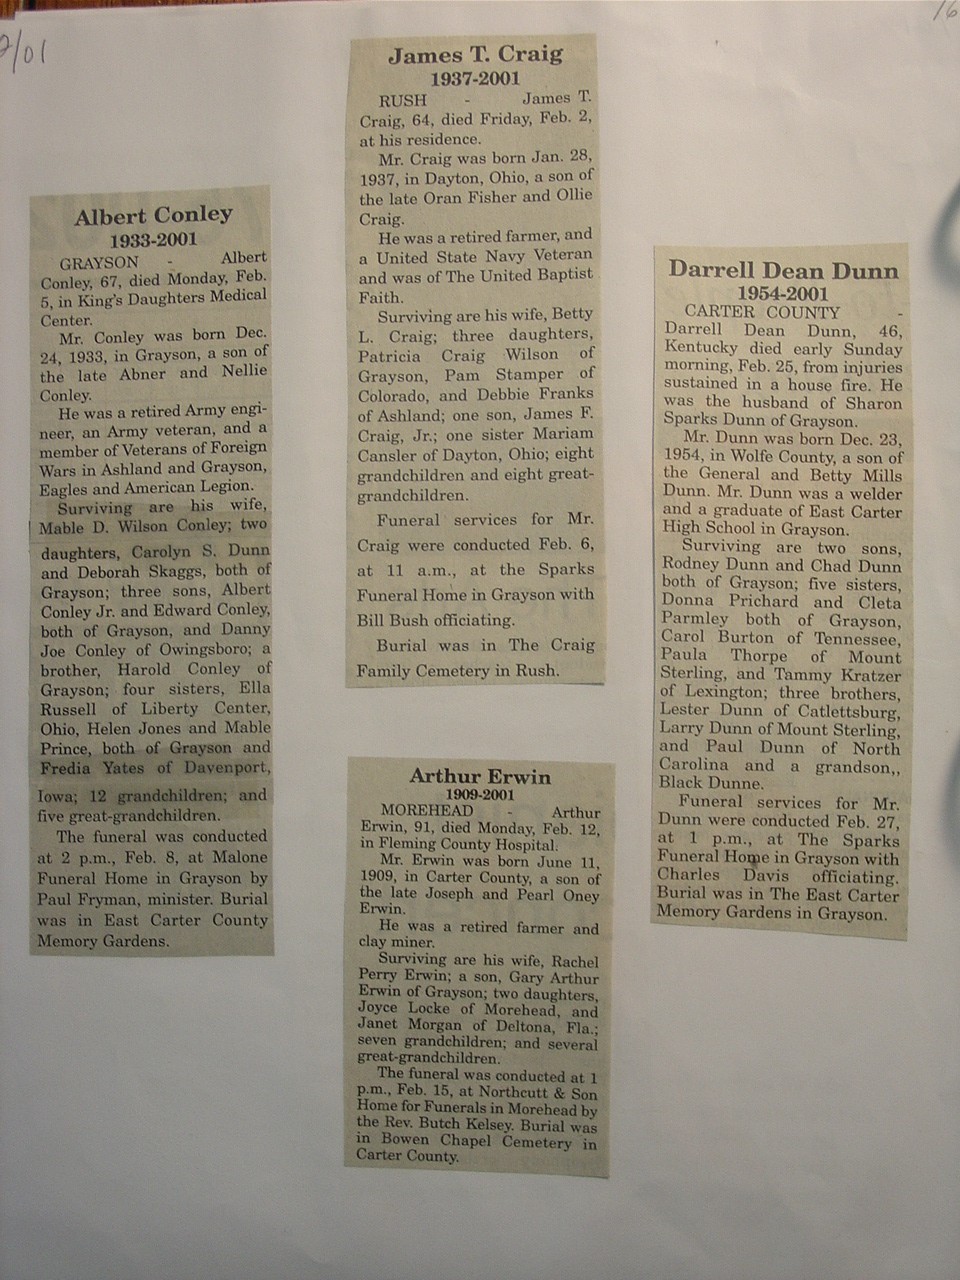 2/01
16
Albert Conley
1933-2001
GRAYSON - Albert
Conley, 67, died Monday, Feb.
5, in King's Daughters Medical
Center.
Mr. Conley was born Dec.
24, 1933, in Grayson, a son of
the late Abner and Nellie
Conley.
He was a retired Army engi-
neer, an Army veteran, and a
member of Veterans of Foreign
Wars in Ashland and Grayson,
Eagles and American Legion.
Surviving are his wife,
Mable D. Wilson Conley; two
daughters, Carolyn S. Dunn
and Deborah Skaggs, both of
Grayson; three sons, Albert
Conley Jr. and Edward Conley,
both of Grayson, and Danny
Joe Conley of Owingsboro; a
brother, Harold Conley of
Grayson; four sisters, Ella
Russell of Liberty Center,
Ohio, Helen Jones and Mable
Prince, both of Grayson and
Fredia Yates of Davenport,
Iowa; 12 grandchildren; and
five great-grandchildren.
The funeral was conducted
at 2 p.m., Feb. 8, at Malone
Funeral Home in Grayson by
Paul Fryman, minister. Burial
was in East Carter County
Memory Gardens.
James T. Craig
1937-2001
RUSH - James T.
Craig, 64, died Friday, Feb. 2,
at his residence.
Mr. Craig was born Jan. 28,
1937, in Dayton, Ohio, a son of
the late Oran Fisher and Ollie
Craig.
He was a retired farmer, and
a United State Navy Veteran
and was of The United Baptist
Faith.
Surviving are his wife, Betty
L. Craig; three daughters,
Patricia Craig Wilson of
Grayson, Pam Stamper of
Colorado, and Debbie Franks
of Ashland; one son, James F.
Craig, Jr.; one sister Mariam
Cansler of Dayton, Ohio; eight
grandchildren and eight great-
grandchildren.
Funeral services for Mr.
Craig were conducted Feb. 6,
at 11 a.m., at the Sparks
Funeral Home in Grayson with
Bill Bush officiating.
Burial was in The Craig
Family Cemetery in Rush.
Arthur Erwin
1909-2001
MOREHEAD - Arthur
Erwin, 91, died Monday, Feb. 12,
in Fleming County Hospital.
Mr. Erwin was born June 11,
1909, in Carter County, a son of
the late Joseph and Pearl Oney
Erwin.
He was a retired farmer and
clay miner.
Surviving are his wife, Rachel
Perry Erwin; a son, Gary Arthur
Erwin of Grayson; two daughters,
Joyce Locke of Morehead, and
Janet Morgan of Deltona, Fla.;
seven grandchildren; and several
great-grandchildren.
The funeral was conducted at 1
p.m., Feb. 15, at Northcutt & Son
Home for Funerals in Morehead by
the Rev. Butch Kelsey. Burial was
in Bowen Chapel Cemetery in
Carter County.
Darrell Dean Dunn
1954-2001
CARTER COUNTY -
Darrell Dean Dunn, 46,
Kentucky died early Sunday
morning, Feb. 25, from injuries
sustained in a house fire. He
was the husband of Sharon
Sparks Dunn of Grayson.
Mr. Dunn was born Dec. 23,
1954, in Wolfe County, a son of
the General and Betty Mills
Dunn. Mr. Dunn was a welder
and a graduate of East Carter
High School in Grayson.
Surviving are two sons,
Rodney Dunn and Chad Dunn
both of Grayson; five sisters,
Donna Prichard and Cleta
Parmley both of Grayson,
Carol Burton of Tennessee,
Paula Thorpe of Mount
Sterling, and Tammy Kratzer
of Lexington; three brothers,
Lester Dunn of Catlettsburg,
Larry Dunn of Mount Sterling,
and Paul Dunn of North
Carolina and a grandson,,
Black Dunne.
Funeral services for Mr.
Dunn were conducted Feb. 27,
at 1 p.m., at The Sparks
Funeral Home in Grayson with
Charles Davis officiating.
Burial was in The East Carter
Memory Gardens in Grayson.